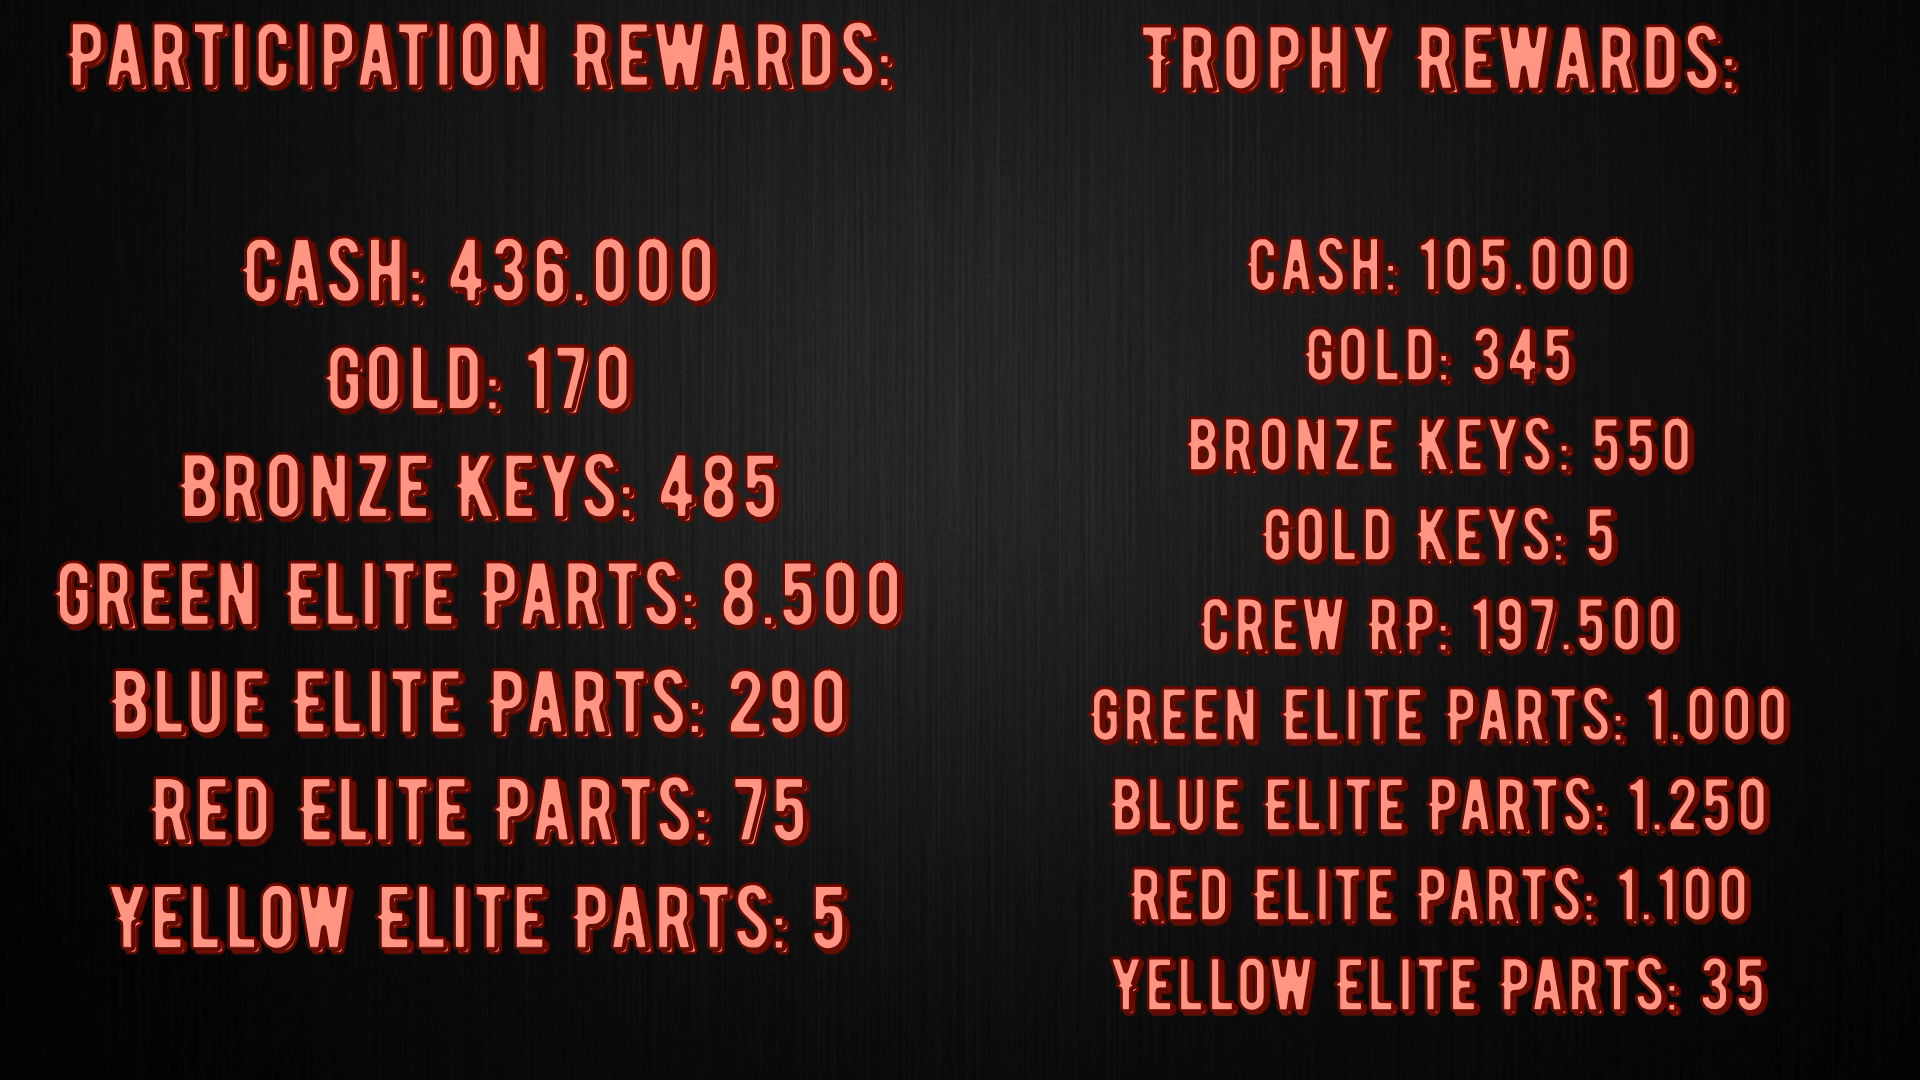 Participation Rewards:
Cash: 436.000
Gold: 170
Bronze Keys: 485
Green Elite Parts: 8.500
Blue Elite Parts: 290
Red Elite Parts: 75
Yellow Elite Parts: 5
Trophy Rewards:
Cash: 105.000
Gold: 345
Bronze Keys: 550
Gold Keys: 5
Crew RP: 197.500
Green Elite Parts: 1.000
Blue Elite Parts: 1.250
Red Elite Parts: 1.100
Yellow Elite Parts: 35